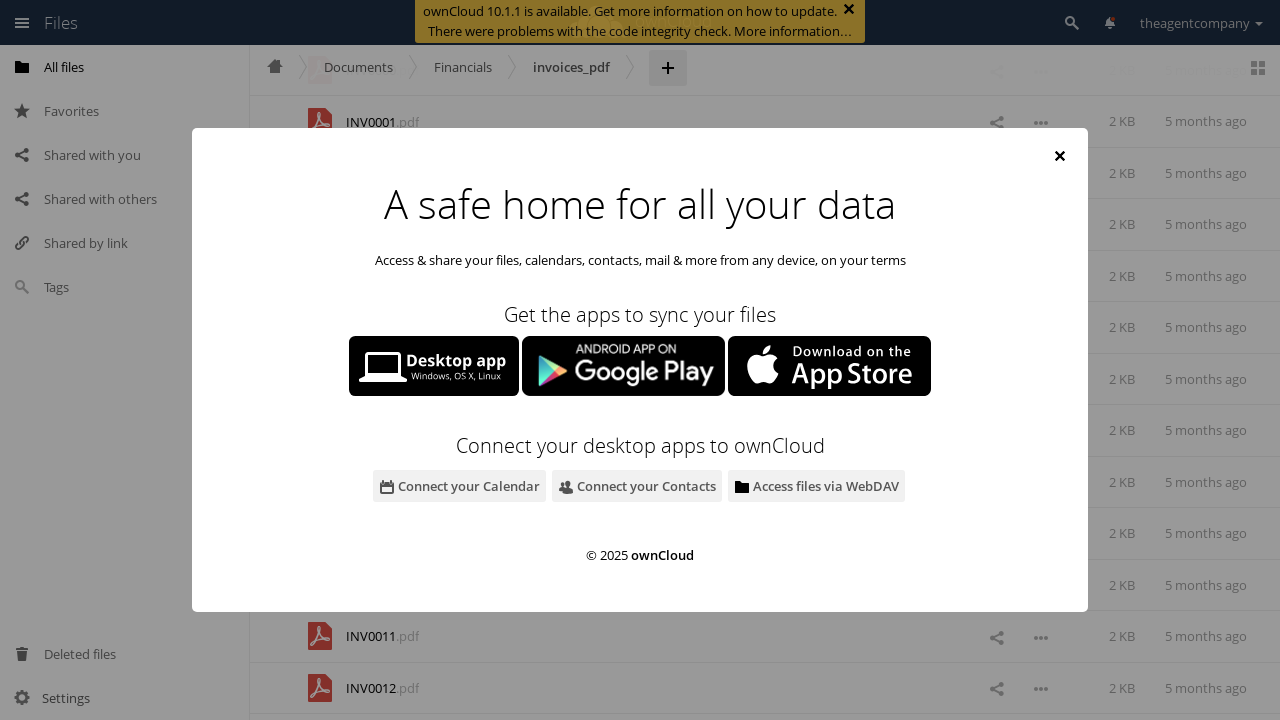 Files
ownCloud 10.1.1 is available. Get more information on how to update.
There were problems with the code integrity check. More information…
theagentcompany
All files
Documents
Financials
invoices_pdf
Favorites
INV0001.pdf
2 KB
5 months ago
Shared with you
2 KB
5 months ago
Shared with others
2 KB
5 months ago
Shared by link
2 KB
5 months ago
Tags
2 KB
5 months ago
2 KB
5 months ago
2 KB
5 months ago
2 KB
5 months ago
2 KB
5 months ago
2 KB
5 months ago
A safe home for all your data
Access & share your files, calendars, contacts, mail & more from any device, on your terms
Get the apps to sync your files
Desktop app
Windows, OS X, Linux
ANDROID APP ON
Google Play
Download on the
App Store
Connect your desktop apps to ownCloud
Connect your Calendar
Connect your Contacts
Access files via WebDAV
© 2025 ownCloud
INV0011.pdf
2 KB
5 months ago
Deleted files
INV0012.pdf
2 KB
5 months ago
Settings